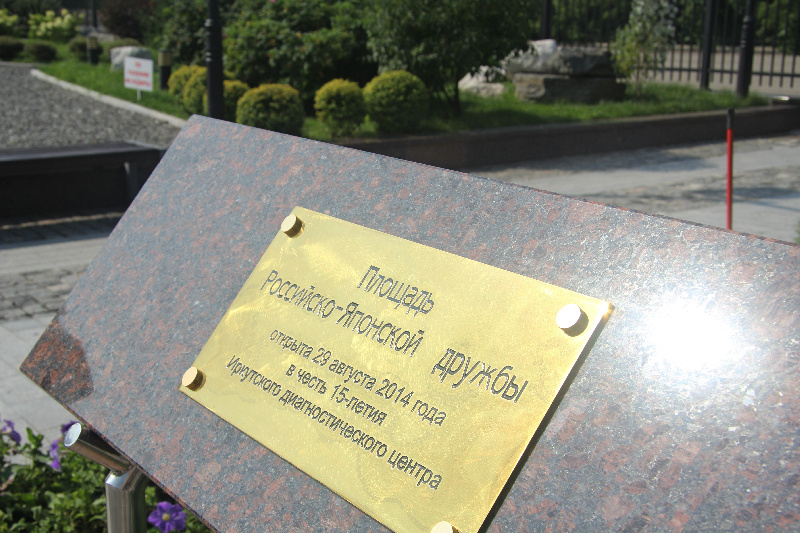 Площадь
Российско-Японской дружбы
открыта 29 августа 2014 года
в честь 15-летия
Иркутского диагностического центра